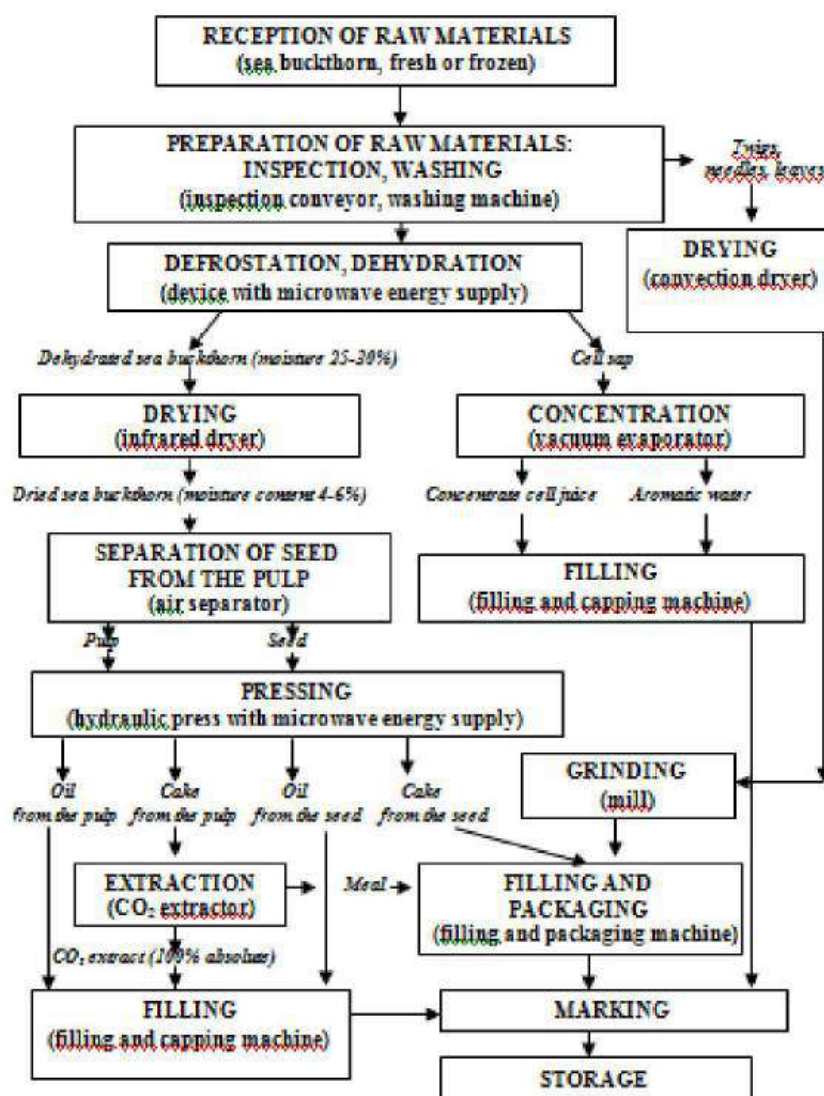 RECEPTION OF RAW MATERIALS
(sea buckthorn, fresh or frozen)
PREPARATION OF RAW MATERIALS:
INSPECTION, WASHING
(inspection conveyor, washing machine)
Twigs,
needles, leaves
DEFROSTATION, DEHYDRATION
(device with microwave energy supply)
DRYING
(convection dryer)
Dehydrated sea buckthorn (moisture 25-30%)
Cell sap
DRYING
(infrared dryer)
CONCENTRATION
(vacuum evaporator)
Dried sea buckthorn (moisture content 4-6%)
Concentrate cell juice
Aromatic water
SEPARATION OF SEED
FROM THE PULP
(air separator)
FILLING
(filling and capping machine)
Pulp
Seed
PRESSING
(hydraulic press with microwave energy supply)
GRINDING
(mill)
Oil
from the pulp
Cake
from the pulp
Oil
from the seed
Cake
from the seed
EXTRACTION
(CO₂ extractor)
Meal
FILLING AND
PACKAGING
(filling and packaging machine)
CO₂ extract (100% absolute)
FILLING
(filling and capping machine)
MARKING
STORAGE